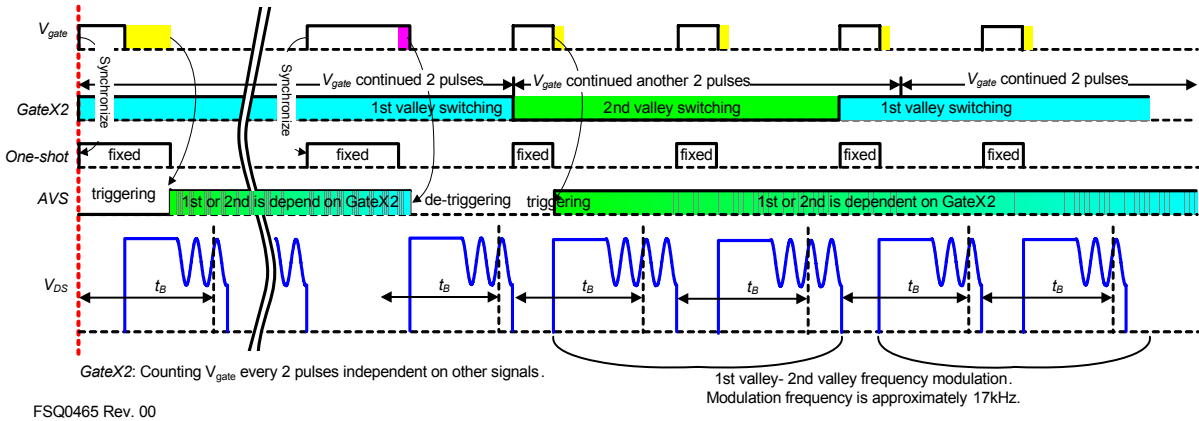 Vgate
Synchronize
Synchronize
Vgate continued 2 pulses
Vgate continued another 2 pulses
Vgate continued 2 pulses
GateX2
1st valley switching
2nd valley switching
1st valley switching
One-shot
fixed
fixed
fixed
fixed
fixed
fixed
AVS
triggering
1st or 2nd is depend on GateX2
de-triggering
triggering
1st or 2nd is dependent on GateX2
VDS
tB
tB
tB
tB
tB
tB
GateX2: Counting Vgate every 2 pulses independent on other signals.
1st valley- 2nd valley frequency modulation.
Modulation frequency is approximately 17kHz.
FSQ0465 Rev. 00